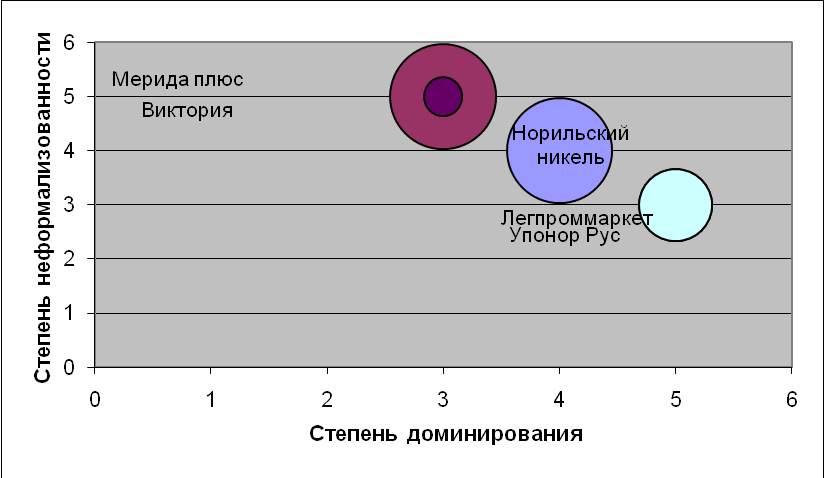 Степень неформализованности
6
5
4
3
2
1
0
Мерида плюс
Виктория
Норильский
никель
Легпроммаркет
Упонор Рус
0 1 2 3 4 5 6
Степень доминирования